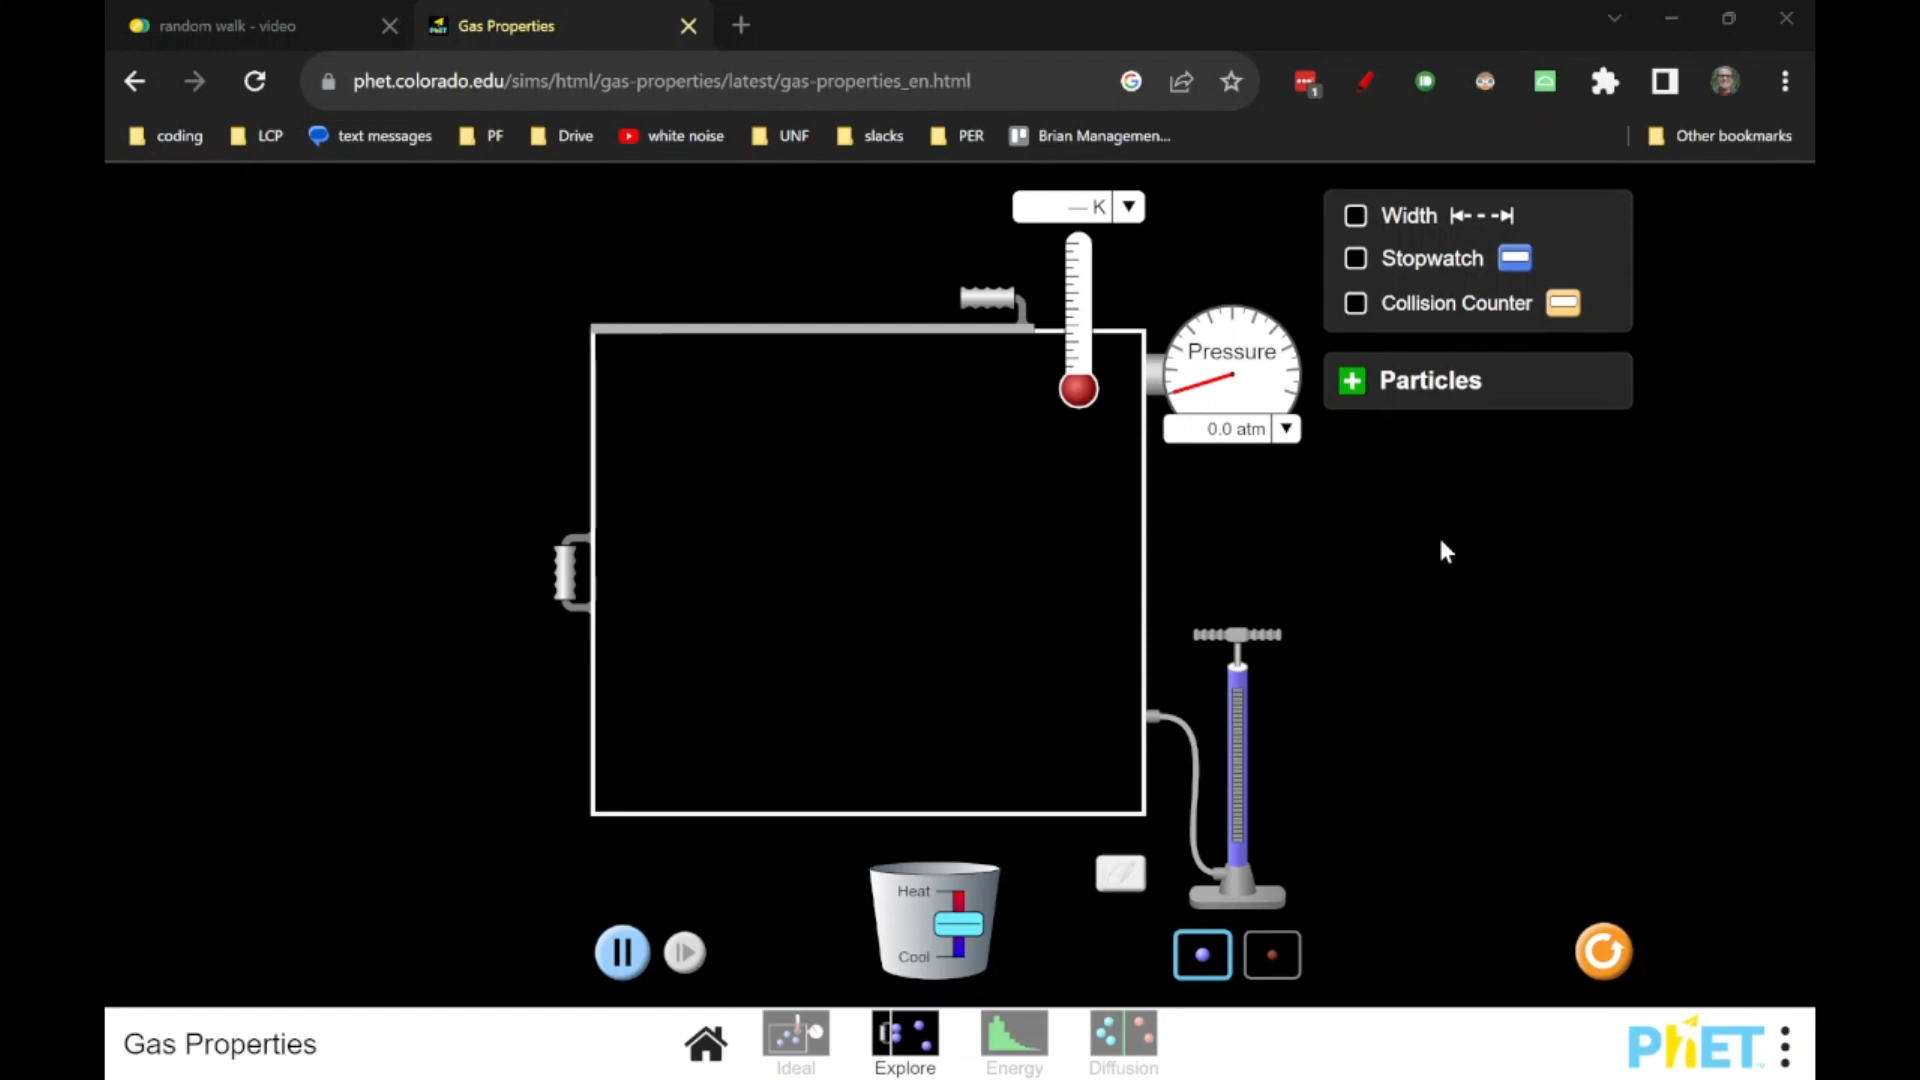 random walk - video
Gas Properties
phet.colorado.edu/sims/html/gas-properties/latest/gas-properties_en.html
1
coding
LCP
text messages
PF
Drive
white noise
UNF
slacks
PER
Brian Managemen...
Other bookmarks
— K
Width
Stopwatch
Collision Counter
Pressure
Particles
0.0 atm
Heat
Cool
Gas Properties
Ideal
Explore
Energy
Diffusion
PhET